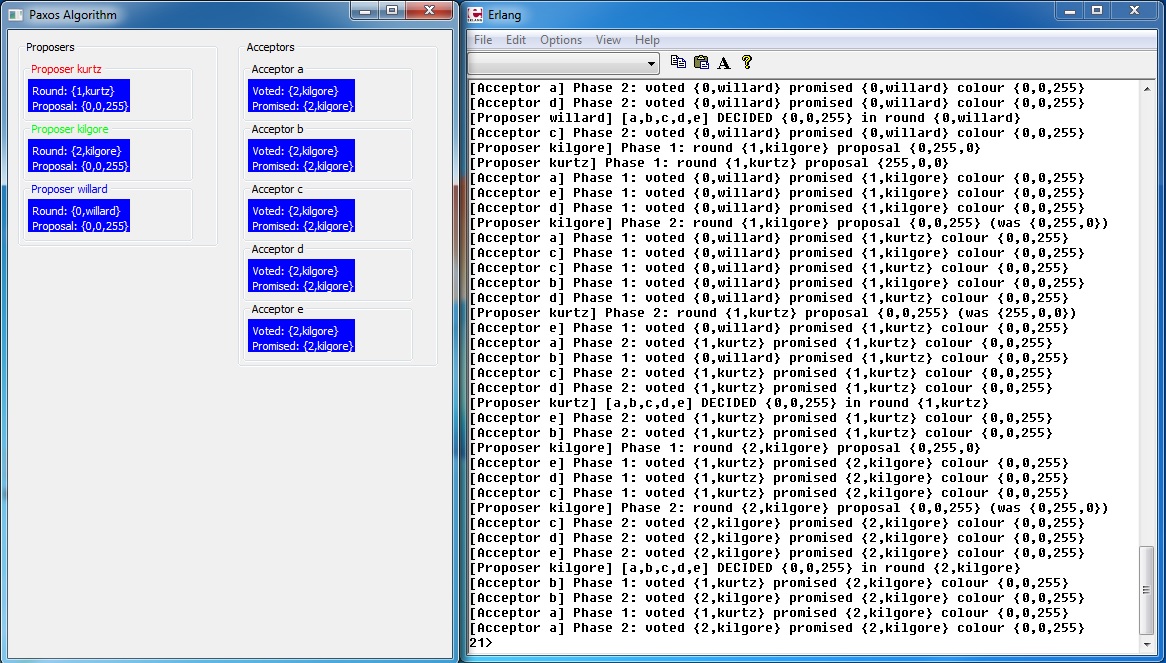 Paxos Algorithm
Proposers
Proposer kurtz
Round: {1,kurtz}
Proposal: {0,0,255}
Proposer kilgore
Round: {2,kilgore}
Proposal: {0,0,255}
Proposer willard
Round: {0,willard}
Proposal: {0,0,255}
Acceptors
Acceptor a
Voted: {2,kilgore}
Promised: {2,kilgore}
Acceptor b
Voted: {2,kilgore}
Promised: {2,kilgore}
Acceptor c
Voted: {2,kilgore}
Promised: {2,kilgore}
Acceptor d
Voted: {2,kilgore}
Promised: {2,kilgore}
Acceptor e
Voted: {2,kilgore}
Promised: {2,kilgore}
Erlang
File Edit Options View Help
[Acceptor a] Phase 2: voted {0,willard} promised {0,willard} colour {0,0,255}
[Acceptor d] Phase 2: voted {0,willard} promised {0,willard} colour {0,0,255}
[Proposer willard] [a,b,c,d,e] DECIDED {0,0,255} in round {0,willard}
[Acceptor c] Phase 2: voted {0,willard} promised {0,willard} colour {0,0,255}
[Proposer kilgore] Phase 1: round {1,kilgore} proposal {0,255,0}
[Proposer kurtz] Phase 1: round {1,kurtz} proposal {255,0,0}
[Acceptor a] Phase 1: voted {0,willard} promised {1,kilgore} colour {0,0,255}
[Acceptor e] Phase 1: voted {0,willard} promised {1,kilgore} colour {0,0,255}
[Acceptor d] Phase 1: voted {0,willard} promised {1,kilgore} colour {0,0,255}
[Proposer kilgore] Phase 2: round {1,kilgore} proposal {0,0,255} (was {0,255,0})
[Acceptor a] Phase 1: voted {0,willard} promised {1,kurtz} colour {0,0,255}
[Acceptor c] Phase 1: voted {0,willard} promised {1,kilgore} colour {0,0,255}
[Acceptor c] Phase 1: voted {0,willard} promised {1,kurtz} colour {0,0,255}
[Acceptor b] Phase 1: voted {0,willard} promised {1,kilgore} colour {0,0,255}
[Acceptor d] Phase 1: voted {0,willard} promised {1,kurtz} colour {0,0,255}
[Proposer kurtz] Phase 2: round {1,kurtz} proposal {0,0,255} (was {255,0,0})
[Acceptor e] Phase 1: voted {0,willard} promised {1,kurtz} colour {0,0,255}
[Acceptor a] Phase 2: voted {1,kurtz} promised {1,kurtz} colour {0,0,255}
[Acceptor b] Phase 1: voted {0,willard} promised {1,kurtz} colour {0,0,255}
[Acceptor c] Phase 2: voted {1,kurtz} promised {1,kurtz} colour {0,0,255}
[Acceptor d] Phase 2: voted {1,kurtz} promised {1,kurtz} colour {0,0,255}
[Proposer kurtz] [a,b,c,d,e] DECIDED {0,0,255} in round {1,kurtz}
[Acceptor e] Phase 2: voted {1,kurtz} promised {1,kurtz} colour {0,0,255}
[Acceptor b] Phase 2: voted {1,kurtz} promised {1,kurtz} colour {0,0,255}
[Proposer kilgore] Phase 1: round {2,kilgore} proposal {0,255,0}
[Acceptor e] Phase 1: voted {1,kurtz} promised {2,kilgore} colour {0,0,255}
[Acceptor d] Phase 1: voted {1,kurtz} promised {2,kilgore} colour {0,0,255}
[Acceptor c] Phase 1: voted {1,kurtz} promised {2,kilgore} colour {0,0,255}
[Proposer kilgore] Phase 2: round {2,kilgore} proposal {0,0,255} (was {0,255,0})
[Acceptor c] Phase 2: voted {2,kilgore} promised {2,kilgore} colour {0,0,255}
[Acceptor d] Phase 2: voted {2,kilgore} promised {2,kilgore} colour {0,0,255}
[Acceptor e] Phase 2: voted {2,kilgore} promised {2,kilgore} colour {0,0,255}
[Proposer kilgore] [a,b,c,d,e] DECIDED {0,0,255} in round {2,kilgore}
[Acceptor b] Phase 1: voted {1,kurtz} promised {2,kilgore} colour {0,0,255}
[Acceptor b] Phase 2: voted {2,kilgore} promised {2,kilgore} colour {0,0,255}
[Acceptor a] Phase 1: voted {1,kurtz} promised {2,kilgore} colour {0,0,255}
[Acceptor a] Phase 2: voted {2,kilgore} promised {2,kilgore} colour {0,0,255}
21>